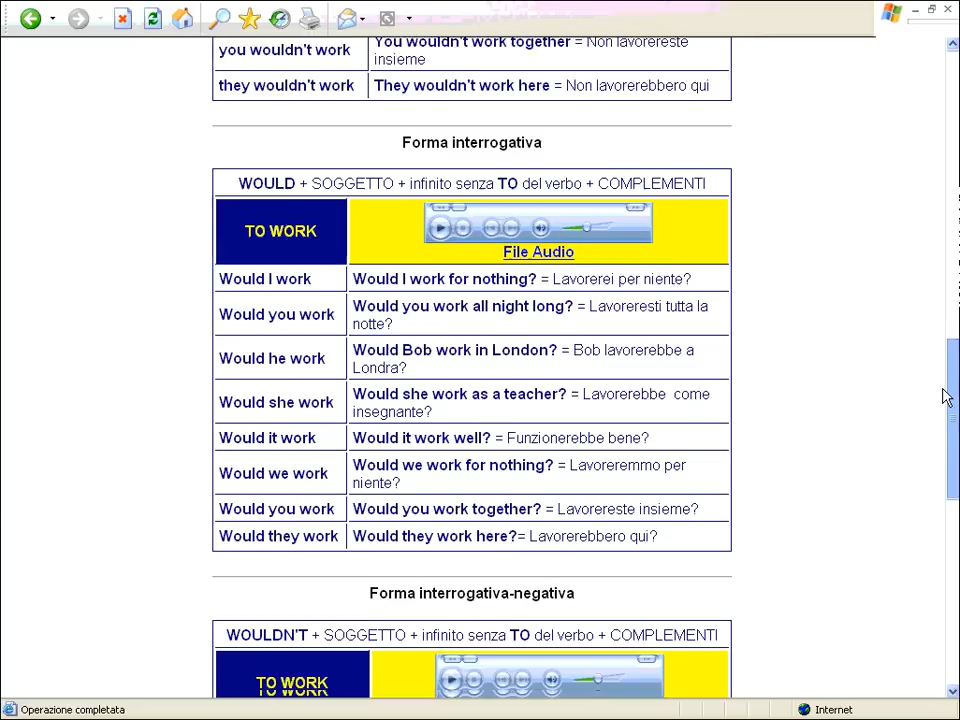 you wouldn't work
You wouldn't work together = Non lavorereste
insieme
they wouldn't work
They wouldn't work here = Non lavorerebbero qui
Forma interrogativa
WOULD + SOGGETTO + infinito senza TO del verbo + COMPLEMENTI
TO WORK
File Audio
Would I work
Would I work for nothing? = Lavorerei per niente?
Would you work
Would you work all night long? = Lavoreresti tutta la
notte?
Would he work
Would Bob work in London? = Bob lavorerebbe a
Londra?
Would she work
Would she work as a teacher? = Lavorerebbe come
insegnante?
Would it work
Would it work well? = Funzionerebbe bene?
Would we work
Would we work for nothing? = Lavoreremmo per
niente?
Would you work
Would you work together? = Lavorereste insieme?
Would they work
Would they work here?= Lavorerebbero qui?
Forma interrogativa-negativa
WOULDN'T + SOGGETTO + infinito senza TO del verbo + COMPLEMENTI
TO WORK
Operazione completata
Internet